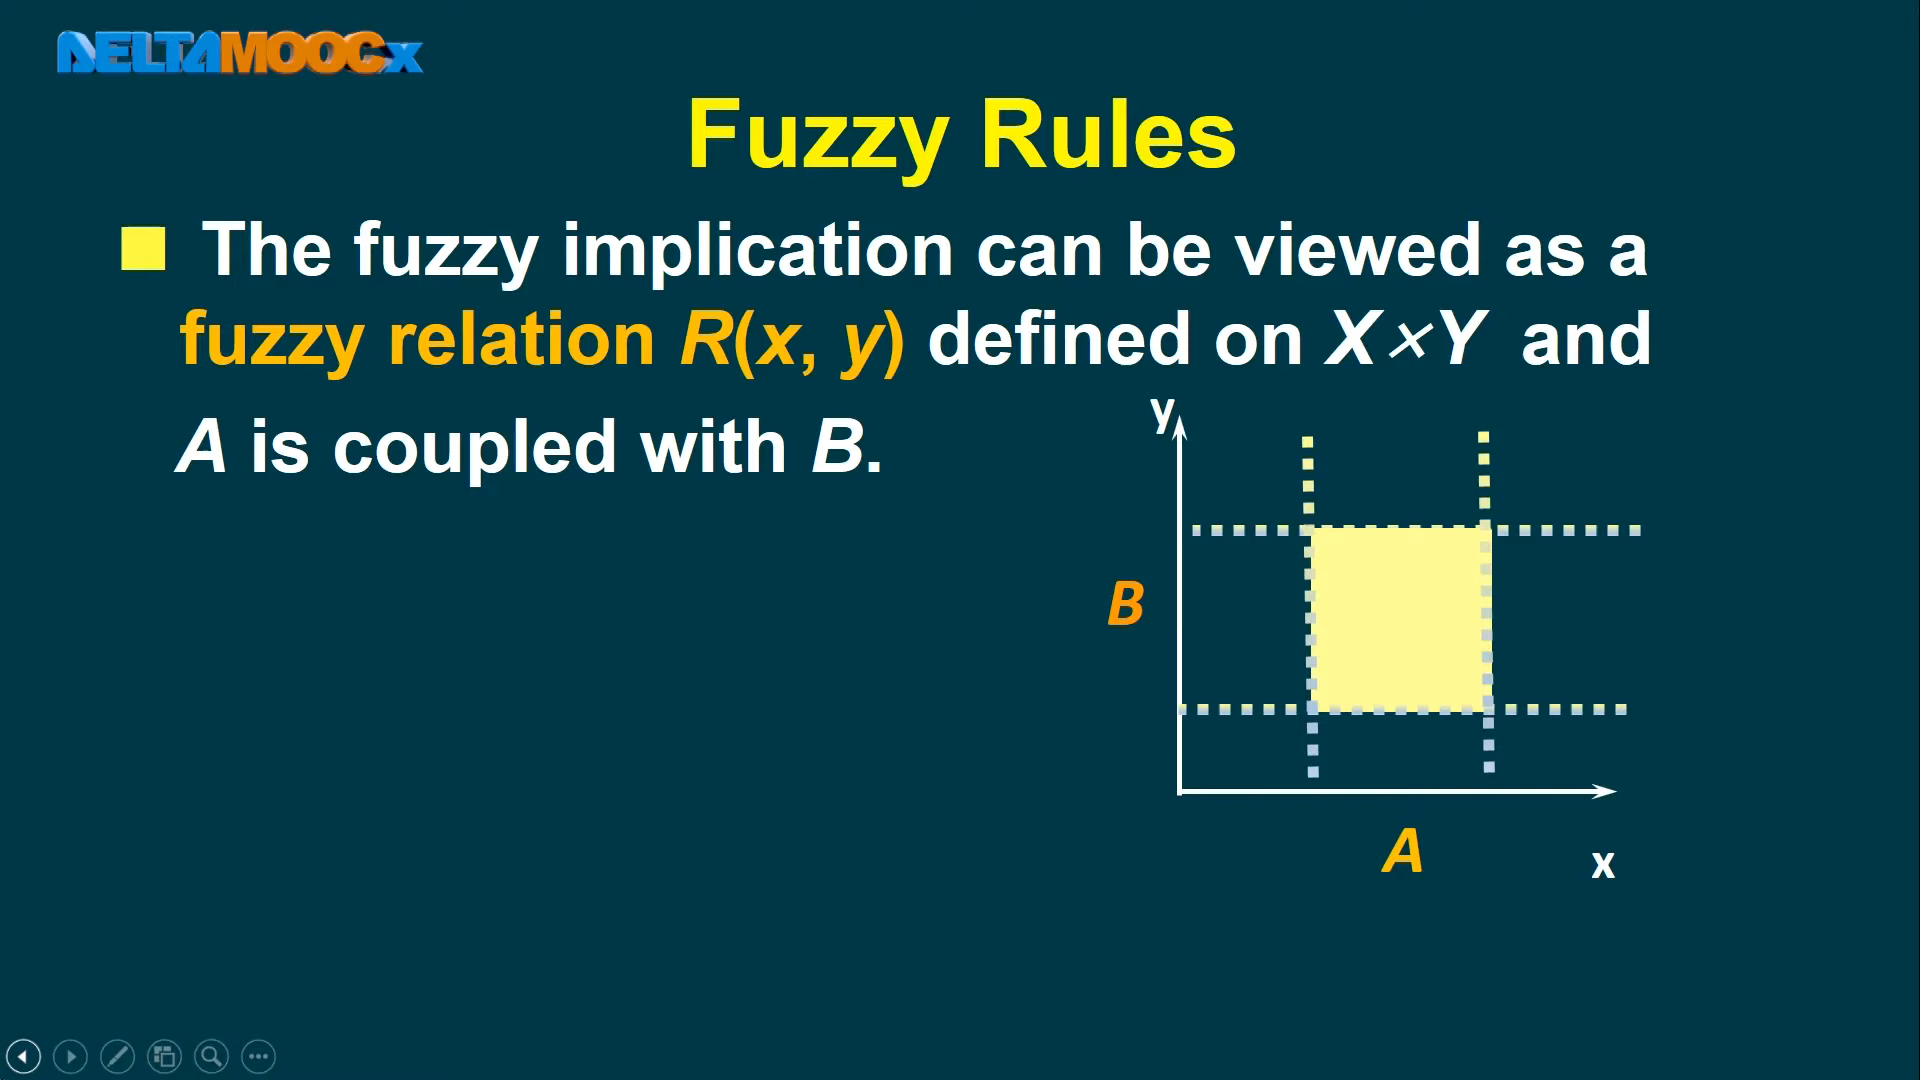 DELTAMOOCx
Fuzzy Rules
The fuzzy implication can be viewed as a
fuzzy relation R(x, y) defined on X×Y and
A is coupled with B.
y
B
A
x